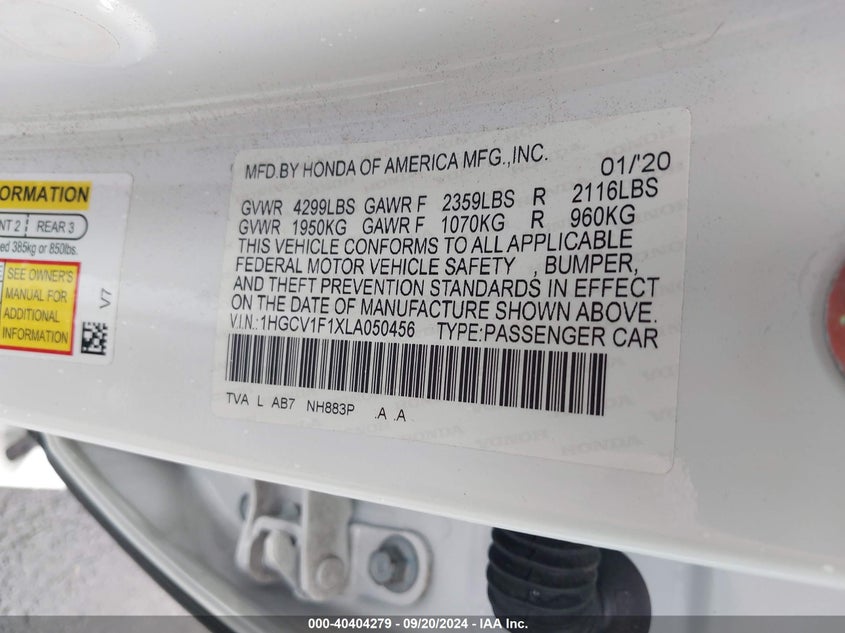 ORMATION
NT 2 REAR 3
ed 385kg or 850lbs.
SEE OWNER'S
MANUAL FOR
ADDITIONAL
INFORMATION
V7
MFD.BY HONDA OF AMERICA MFG.,INC. 01/'20
GVWR 4299LBS GAWR F 2359LBS R 2116LBS
GVWR 1950KG GAWR F 1070KG R 960KG
THIS VEHICLE CONFORMS TO ALL APPLICABLE
FEDERAL MOTOR VEHICLE SAFETY , BUMPER,
AND THEFT PREVENTION STANDARDS IN EFFECT
ON THE DATE OF MANUFACTURE SHOWN ABOVE.
V.I.N.:1HGCV1F1XLA050456 TYPE:PASSENGER CAR
TVA L AB7 NH883P .A .A
000-40404279 - 09/20/2024 - IAA Inc.